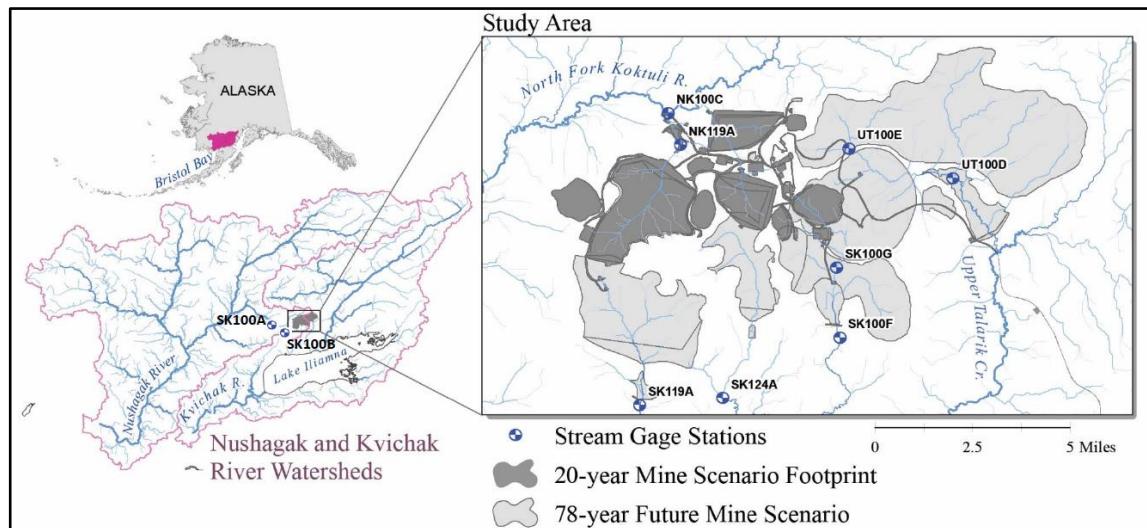 Study Area
ALASKA
Bristol Bay
North Fork Koktuli R.
NK100C
NK119A
UT100E
UT100D
SK100G
SK100F
SK119A
SK124A
Upper Talarik Cr.
SK100A
SK100B
Lake Iliamna
Nushagak River
Kvichak R.
Nushagak and Kvichak
River Watersheds
Stream Gage Stations
20-year Mine Scenario Footprint
78-year Future Mine Scenario
0 2.5 5 Miles